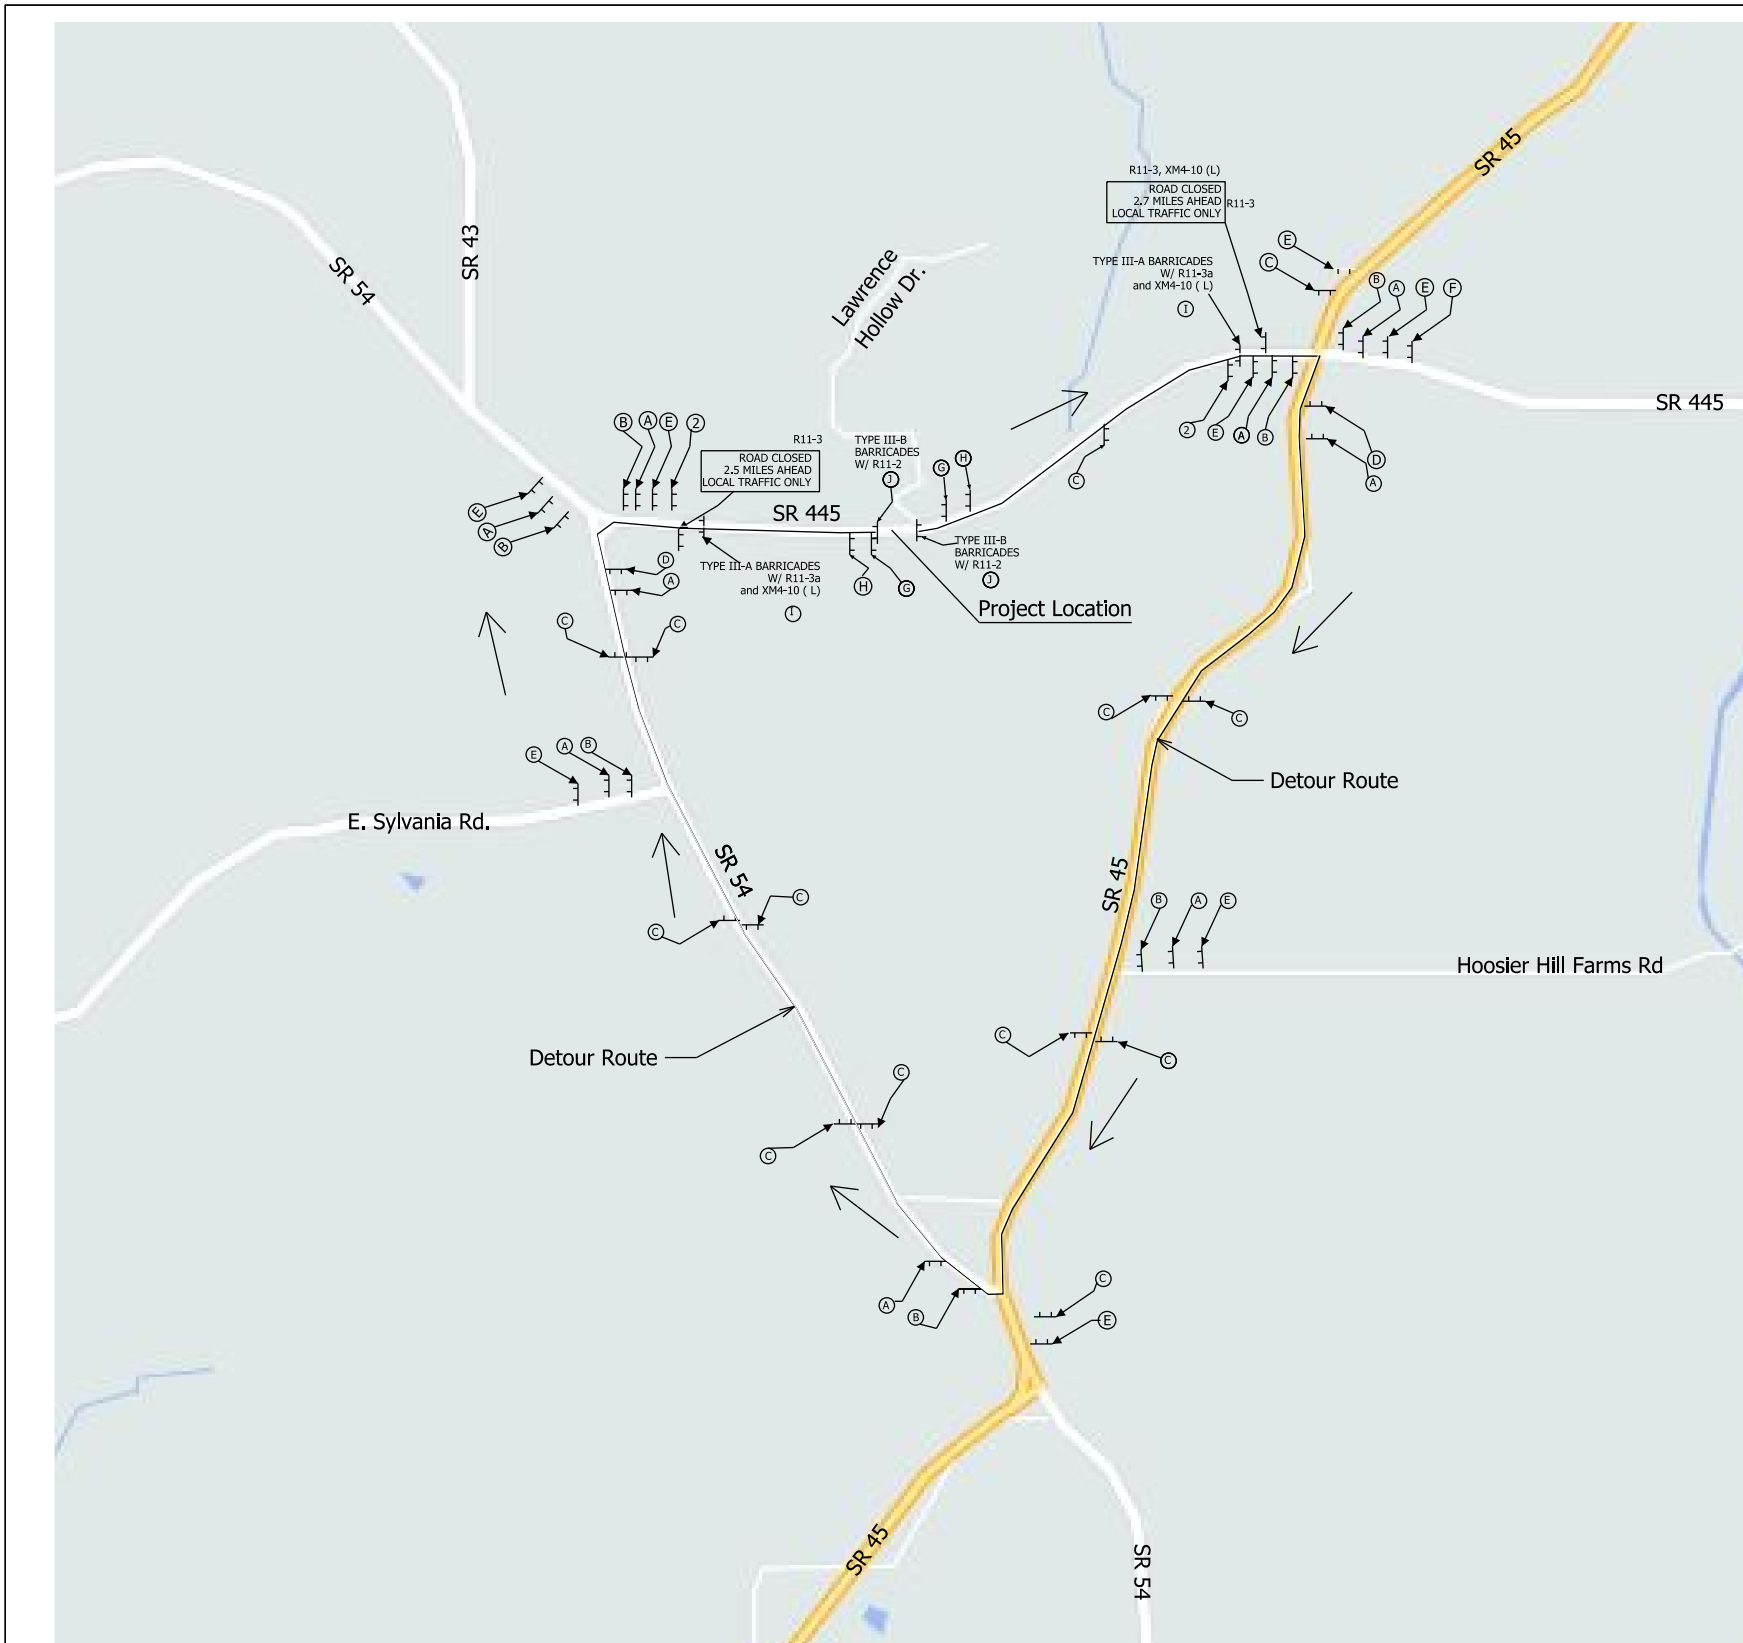 SR 45
R11-3, XM4-10 (L)
ROAD CLOSED
2.7 MILES AHEAD
LOCAL TRAFFIC ONLY
R11-3
SR 43
SR 54
Lawrence
Hollow Dr.
TYPE III-A BARRICADES
W/ R11-3a
and XM4-10 ( L)
I
E
C
B
A
E
F
SR 445
B
A
E
2
R11-3
ROAD CLOSED
2.5 MILES AHEAD
LOCAL TRAFFIC ONLY
TYPE III-B
BARRICADES
W/ R11-2
J
G
H
C
2
E
A
B
D
A
E
A
B
SR 445
D
A
TYPE III-A BARRICADES
W/ R11-3a
and XM4-10 ( L)
I
H
G
TYPE III-B
BARRICADES
W/ R11-2
J
Project Location
C
C
C
C
E
A
B
Detour Route
E. Sylvania Rd.
SR 54
SR 45
C
C
B
A
E
Hoosier Hill Farms Rd
Detour Route
C
C
C
C
A
B
C
E
SR 45
SR 54